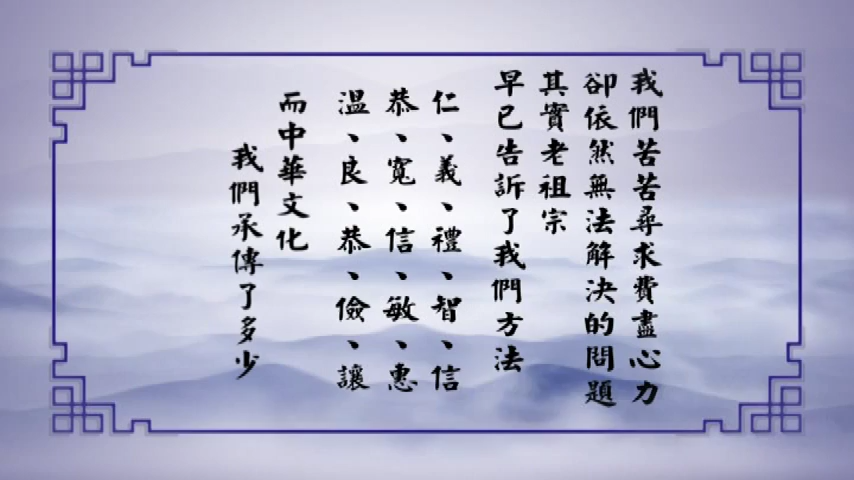 我們苦苦尋求費盡心力
卻依然無法解決的問題
其實老祖宗
早已告訴了我們方法
仁、義、禮、智、信
恭、寬、信、敏、惠
溫、良、恭、儉、讓
而中華文化
我們承傳了多少